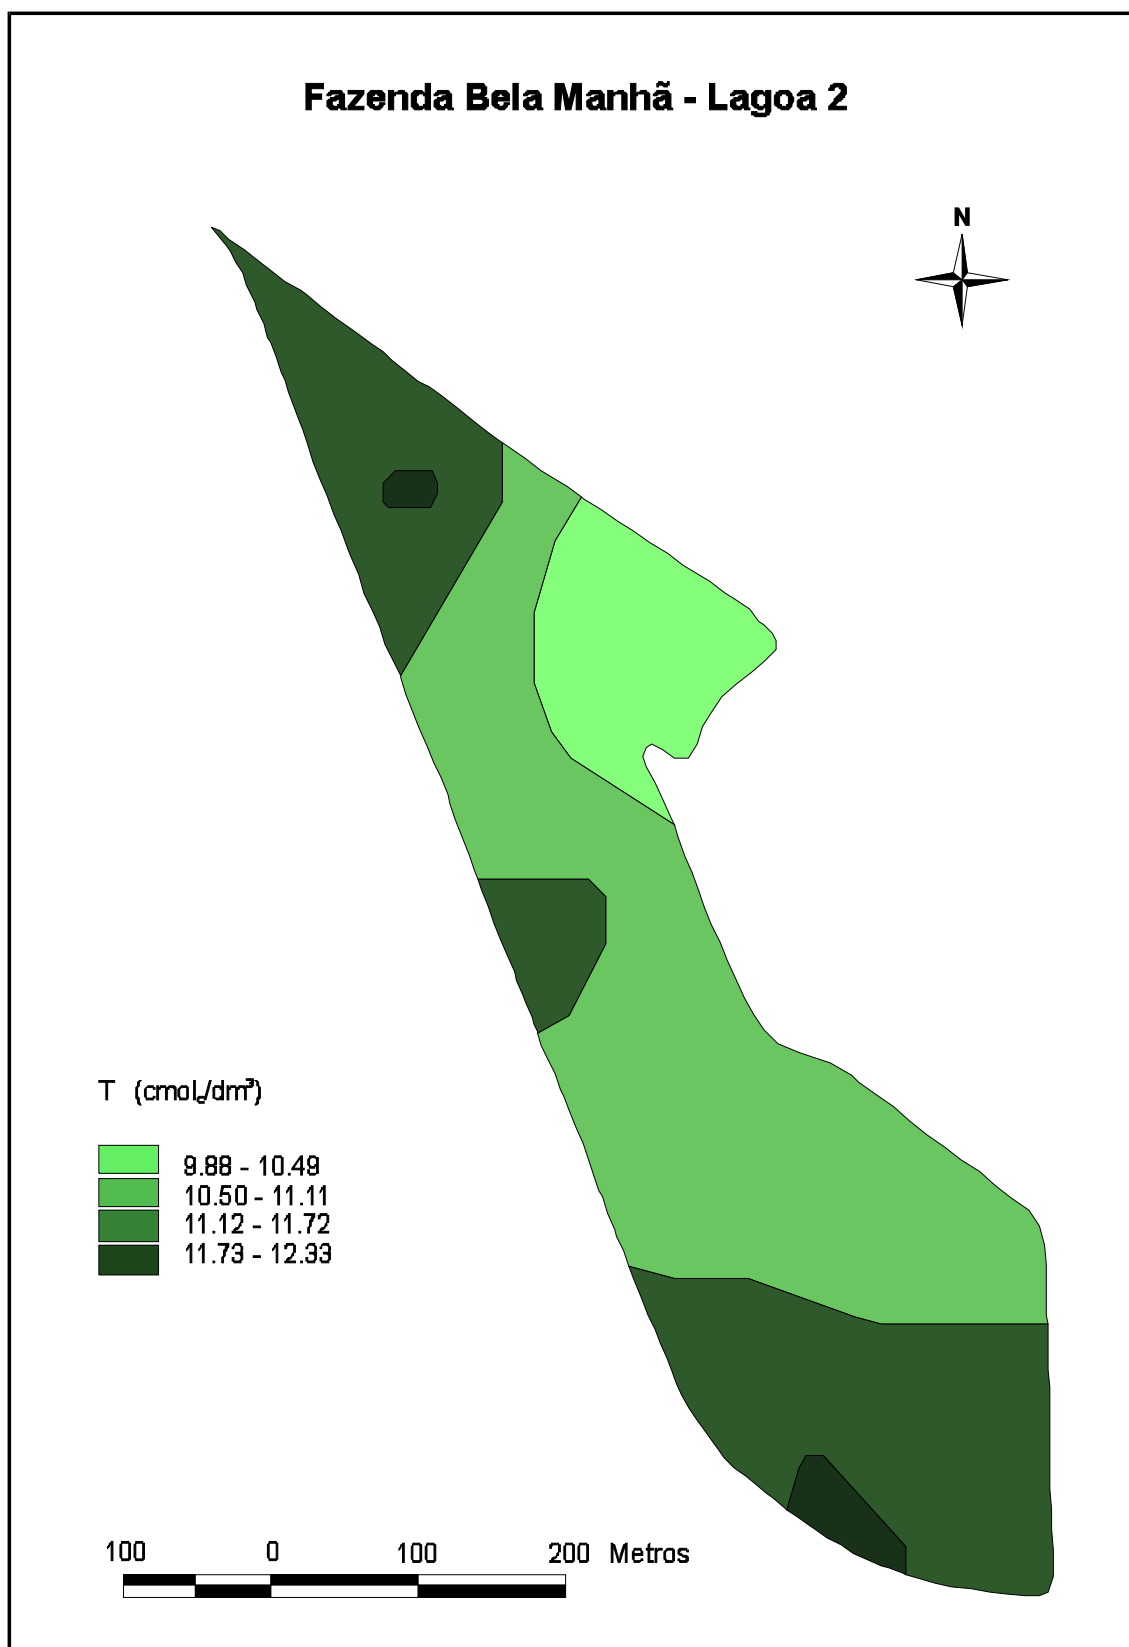 Fazenda Bela Manhã - Lagoa 2
N
T (cmolc/dm³)
9.88 - 10.49
10.50 - 11.11
11.12 - 11.72
11.73 - 12.33
100 0 100 200 Metros